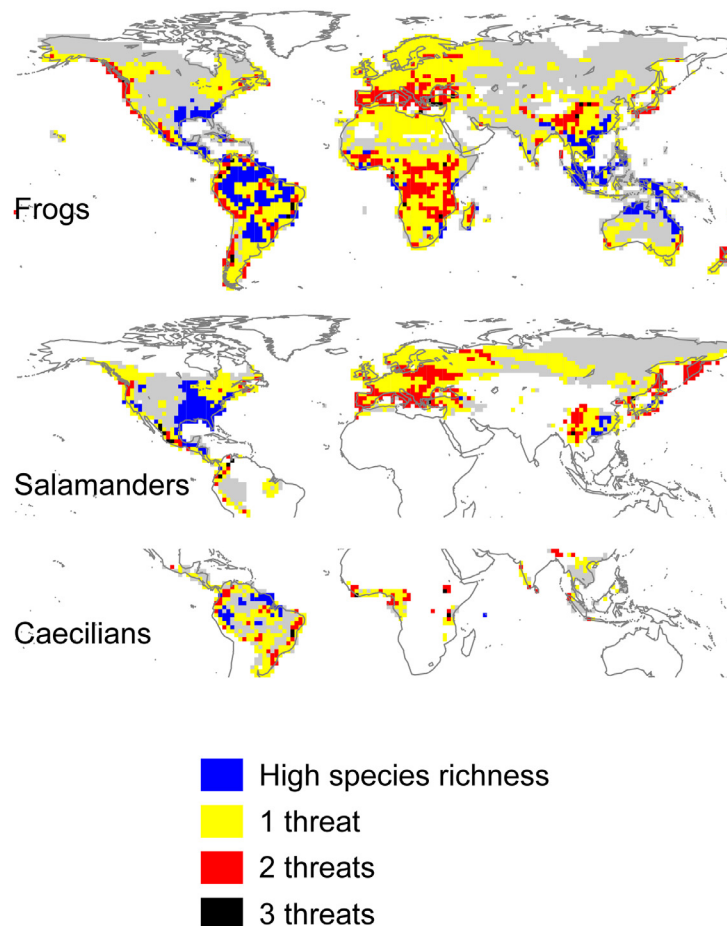 Frogs
Salamanders
Caecilians
High species richness
1 threat
2 threats
3 threats